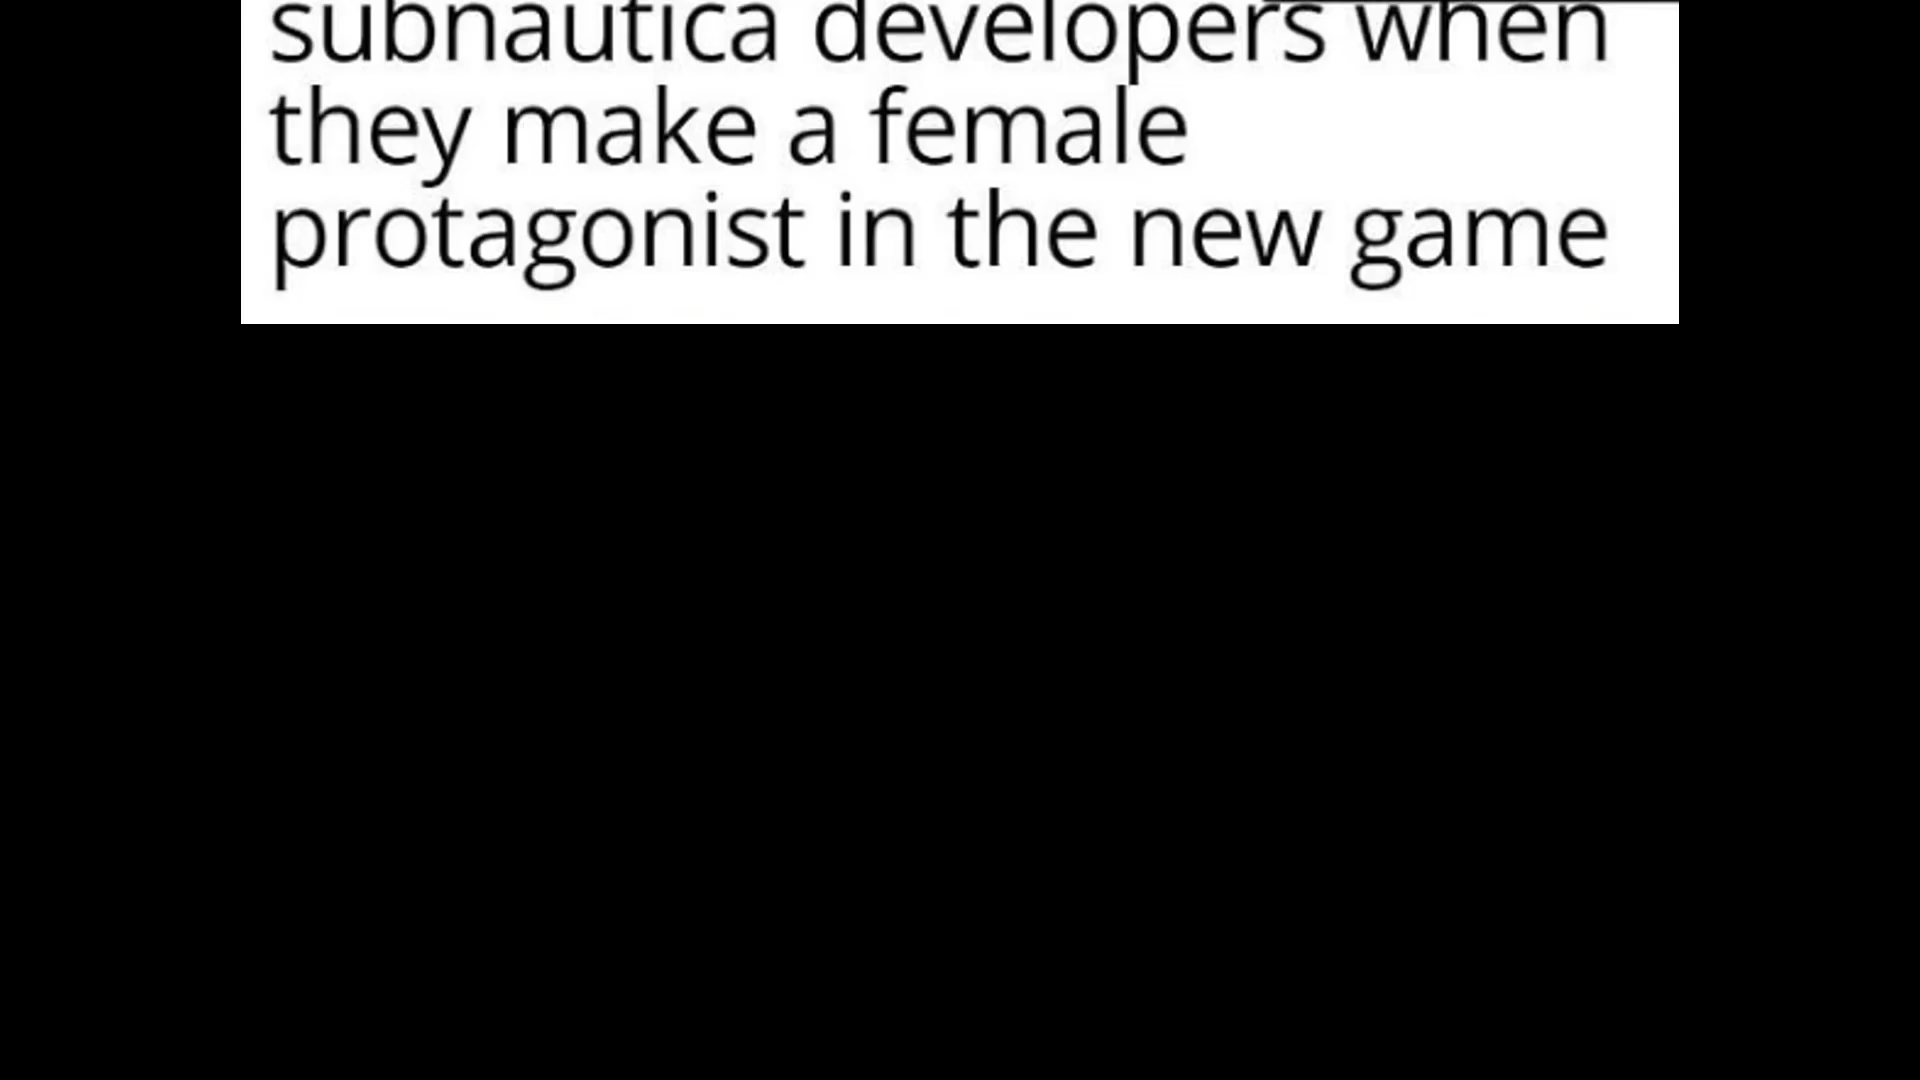 subnautica developers when
they make a female
protagonist in the new game